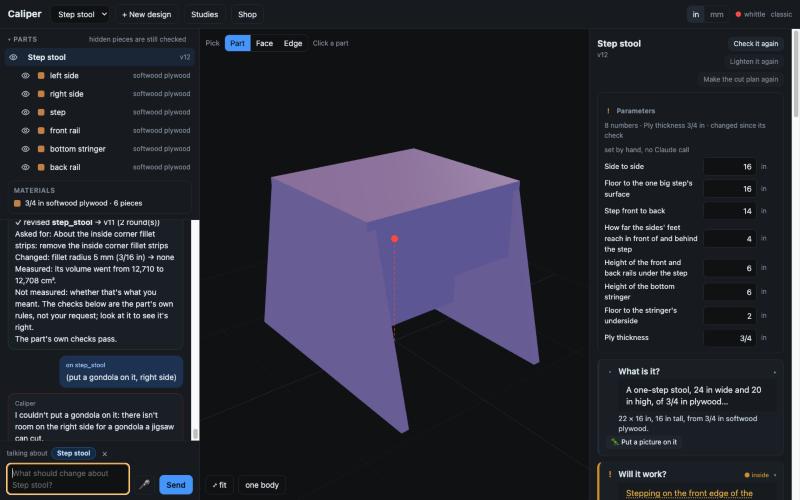 Caliper
Step stool
+ New design
Studies
Shop
in
mm
whittle classic
PARTS
hidden pieces are still checked
Step stool
v12
left side
softwood plywood
right side
softwood plywood
step
softwood plywood
front rail
softwood plywood
bottom stringer
softwood plywood
back rail
softwood plywood
MATERIALS
3/4 in softwood plywood · 6 pieces
✓ revised step_stool → v11 (2 round(s))
Asked for: About the inside corner fillet
strips: remove the inside corner fillet strips
Changed: fillet radius 5 mm (3/16 in) → none
Measured: its volume went from 12,710 to
12,708 cm³.
Not measured: whether that's what you
meant. The checks below are the part's own
rules, not your request; look at it to see it's
right.
The part's own checks pass.
on step_stool
(put a gondola on it, right side)
Caliper
I couldn't put a gondola on it: there isn't
room on the right side for a gondola a jigsaw
can cut.
talking about
Step stool
×
What should change about
Step stool?
Send
Pick
Part
Face
Edge
Click a part
fit
one body
Step stool
v12
Check it again
Lighten it again
Make the cut plan again
! Parameters
8 numbers · Ply thickness 3/4 in · changed since its
check
set by hand, no Claude call
Side to side
16 in
Floor to the one big step's
surface
16 in
Step front to back
14 in
How far the sides' feet
reach in front of and behind
the step
4 in
Height of the front and
back rails under the step
6 in
Height of the bottom
stringer
6 in
Floor to the stringer's
underside
2 in
Ply thickness
3/4 in
What is it?
A one-step stool, 24 in wide and 20
in high, of 3/4 in plywood...
22 × 16 in, 16 in tall, from 3/4 in softwood
plywood.
Put a picture on it
! Will it work?
inside
Stepping on the front edge of the